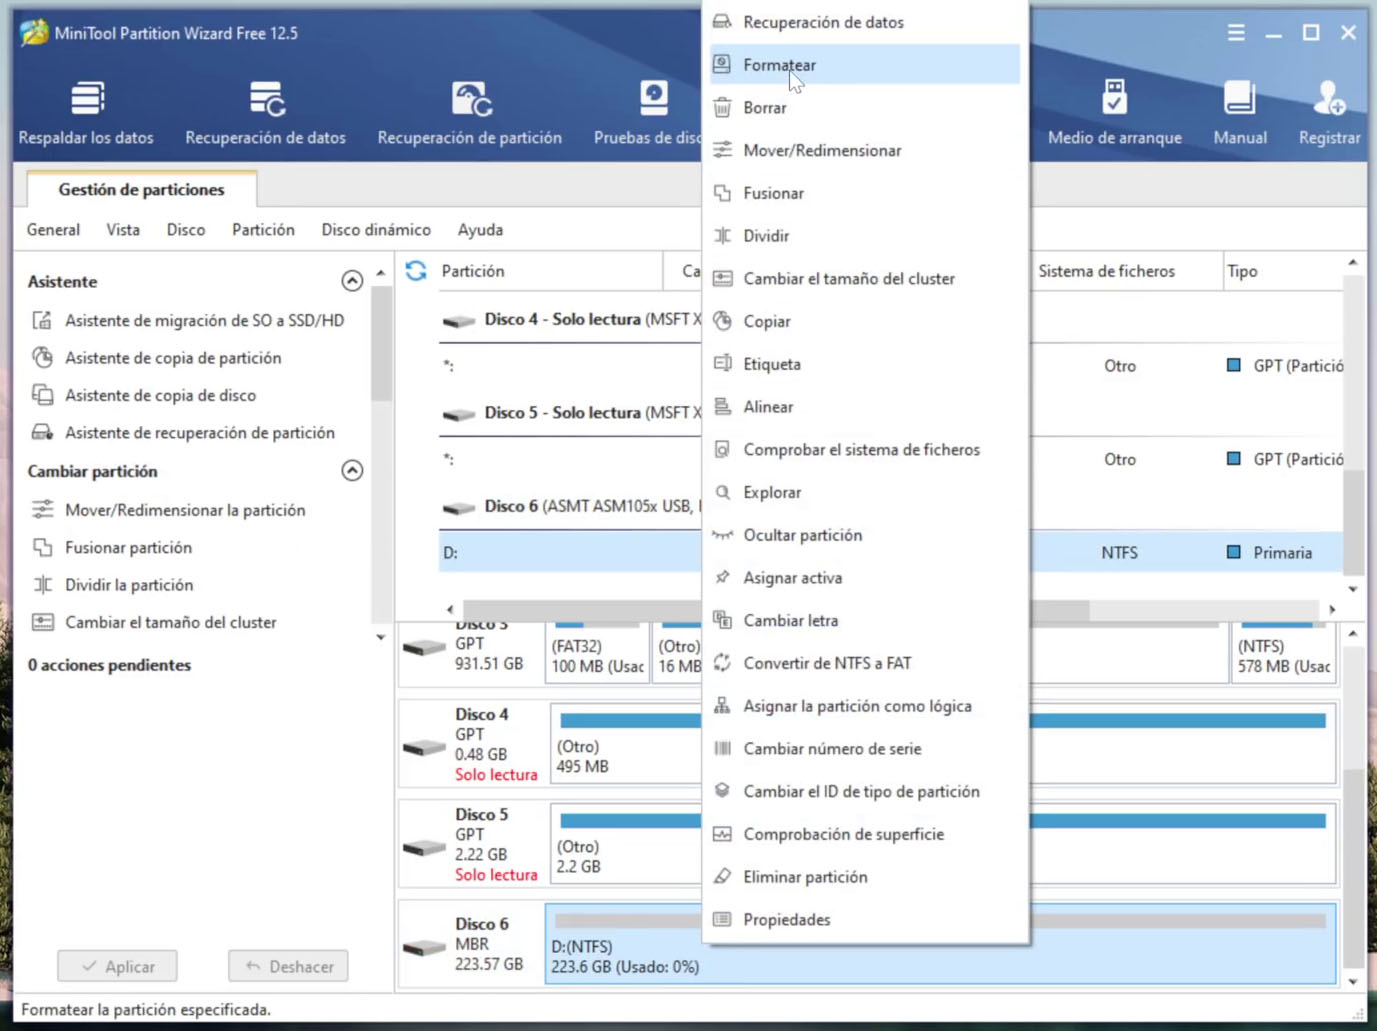 MiniTool Partition Wizard Free 12.5
Respaldar los datos
Recuperación de datos
Recuperación de partición
Pruebas de disc
Medio de arranque
Manual
Registrar
Gestión de particiones
General
Vista
Disco
Partición
Disco dinámico
Ayuda
Asistente
Asistente de migración de SO a SSD/HD
Asistente de copia de partición
Asistente de copia de disco
Asistente de recuperación de partición
Cambiar partición
Mover/Redimensionar la partición
Fusionar partición
Dividir la partición
Cambiar el tamaño del cluster
0 acciones pendientes
Aplicar
Deshacer
Partición
Ca
Sistema de ficheros
Tipo
Disco 4 - Solo lectura (MSFT X
*:
Otro
GPT (Partició
Disco 5 - Solo lectura (MSFT X
*:
Otro
GPT (Partició
Disco 6 (ASMT ASM105x USB,
D:
NTFS
Primaria
Disco 3
GPT
931.51 GB
(FAT32)
100 MB (Usac
(Otro)
16 MB
(NTFS)
578 MB (Usac
Disco 4
GPT
0.48 GB
Solo lectura
(Otro)
495 MB
Disco 5
GPT
2.22 GB
Solo lectura
(Otro)
2.2 GB
Disco 6
MBR
223.57 GB
D:(NTFS)
223.6 GB (Usado: 0%)
Recuperación de datos
Formatear
Borrar
Mover/Redimensionar
Fusionar
Dividir
Cambiar el tamaño del cluster
Copiar
Etiqueta
Alinear
Comprobar el sistema de ficheros
Explorar
Ocultar partición
Asignar activa
Cambiar letra
Convertir de NTFS a FAT
Asignar la partición como lógica
Cambiar número de serie
Cambiar el ID de tipo de partición
Comprobación de superficie
Eliminar partición
Propiedades
Formatear la partición especificada.